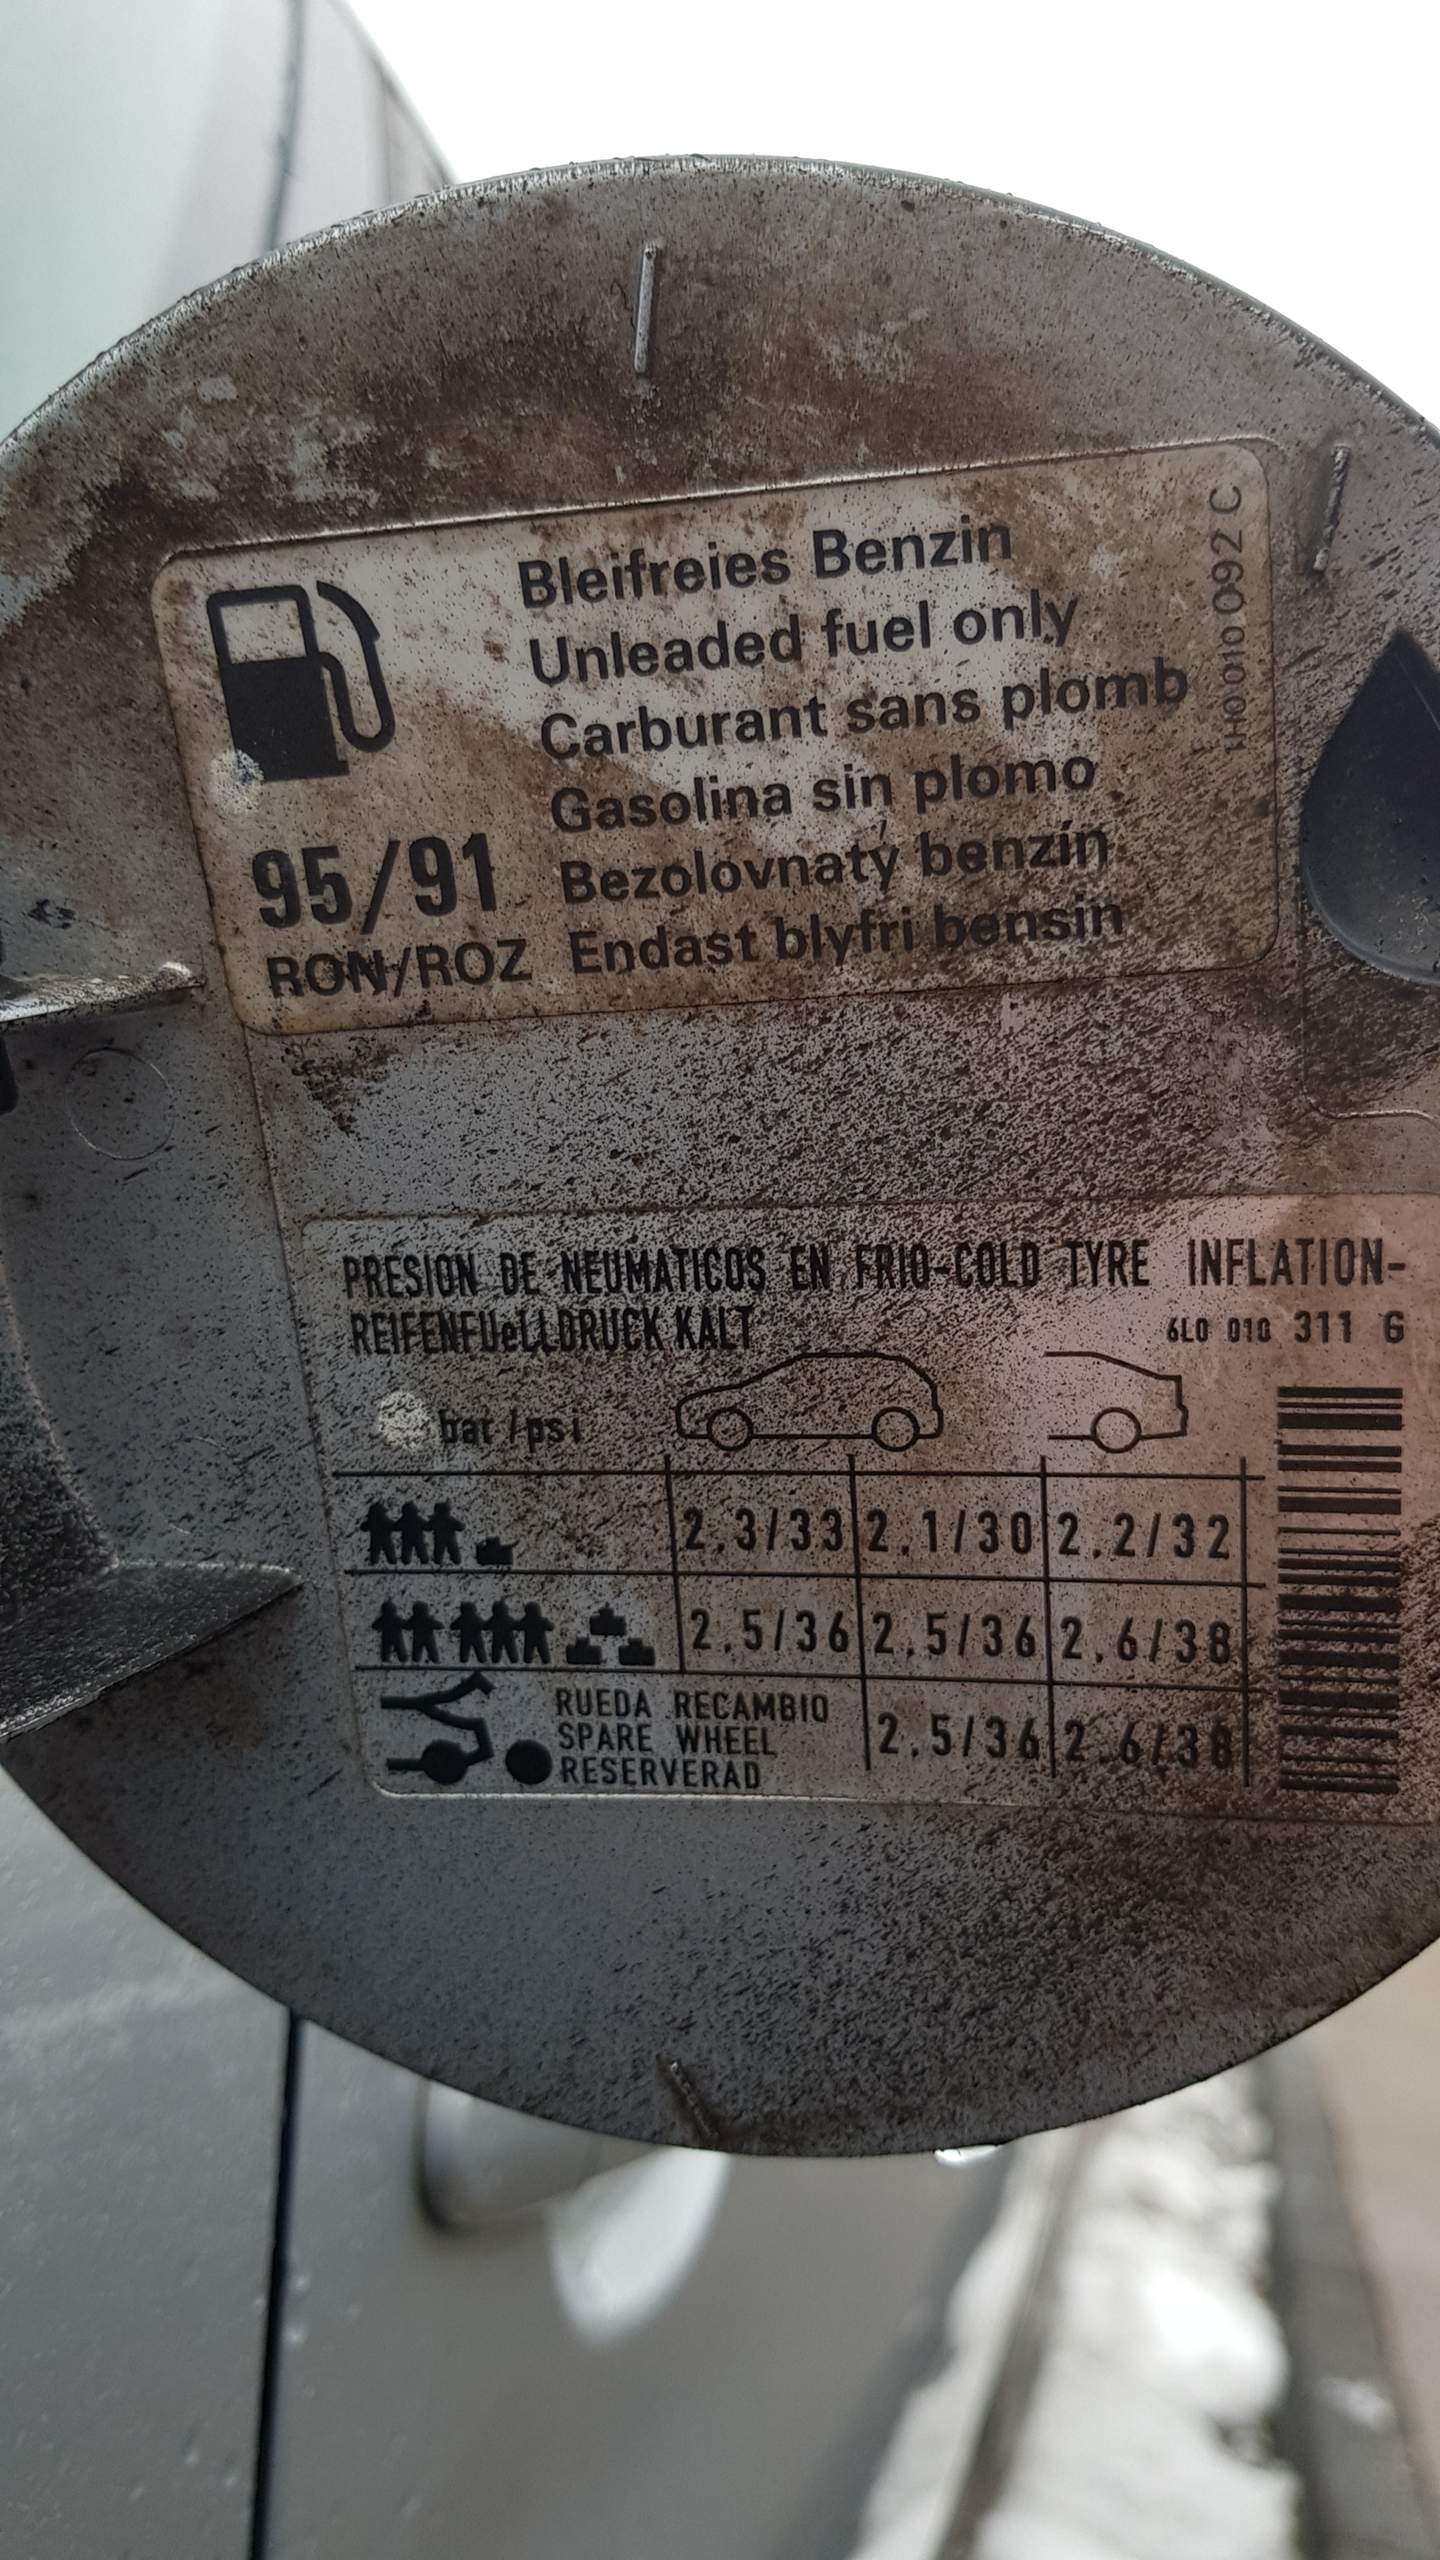 Bleifreies Benzin
Unleaded fuel only
Carburant sans plomb
Gasolina sin plomo
95/91 Bezolovnatý benzín
RON/ROZ Endast blyfri bensin
1H0 010 092 C
PRESION DE NEUMATICOS EN FRIO-COLD TYRE INFLATION-
REIFENFUeLLDRUCK KALT
6L0 010 311 G
bar/psi
2.3/33 2.1/30 2.2/32
2.5/36 2.5/36 2.6/38
RUEDA RECAMBIO
SPARE WHEEL
RESERVERAD
2.5/36 2.6/38